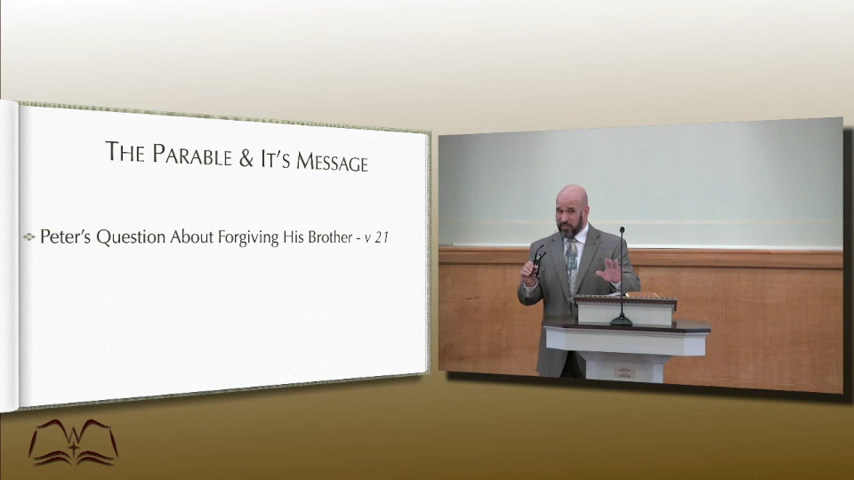 THE PARABLE & IT'S MESSAGE
Peter's Question About Forgiving His Brother - v 21